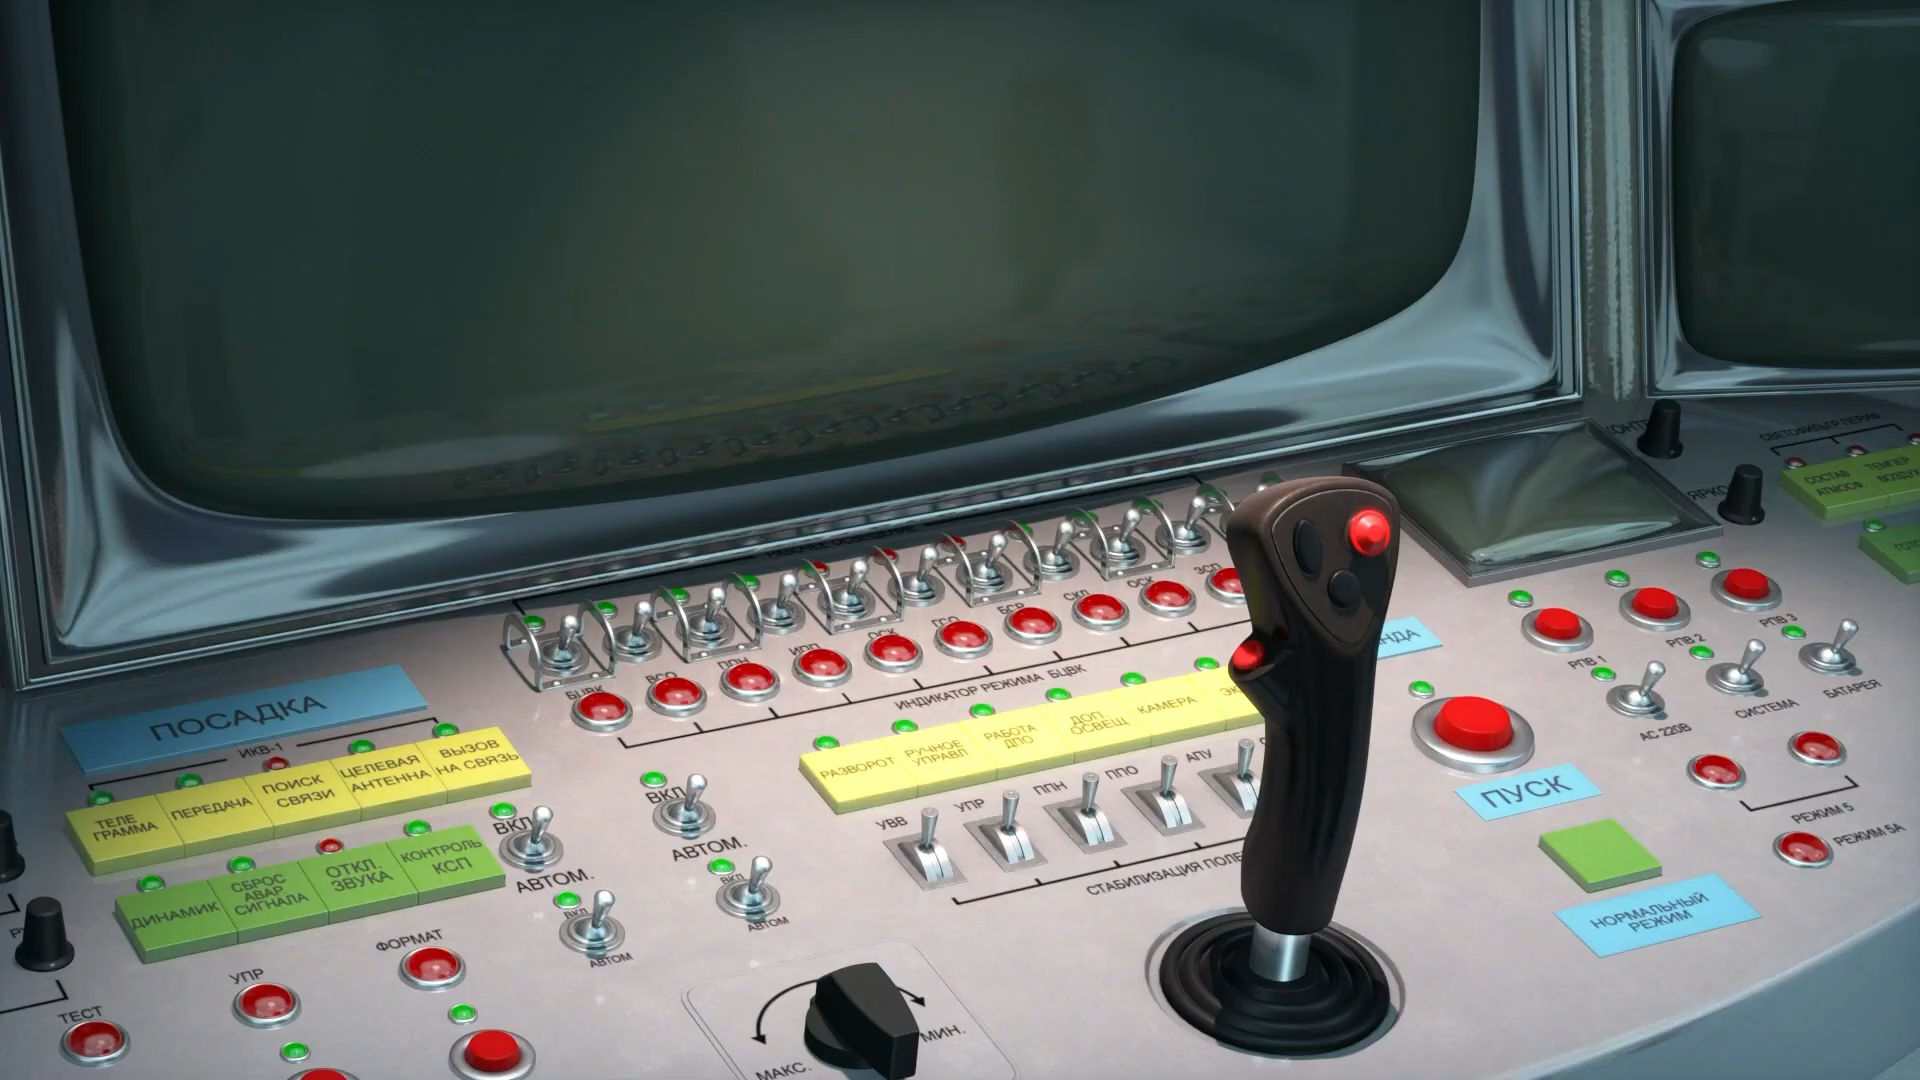 ПОСАДКА
ИКВ-1
ТЕЛЕ
ГРАММА
ПЕРЕДАЧА
ПОИСК
СВЯЗИ
ЦЕЛЕВАЯ
АНТЕННА
ВЫЗОВ
НА СВЯЗЬ
ДИНАМИК
СБРОС
АВАР.
СИГНАЛА
ОТКЛ.
ЗВУКА
КОНТРОЛЬ
КСП
ВКЛ
АВТОМ.
ВКЛ
АВТОМ
ВКЛ
АВТОМ.
ВКЛ
АВТОМ
ФОРМАТ
УПР
ТЕСТ
МАКС.
МИН.
БЦВК
ВСО
ППН
ИПП
ОСК
ГСО
БСР
СКЛ
ОСК
ЗСП
ИНДИКАТОР РЕЖИМА БЦВК
РАЗВОРОТ
РУЧНОЕ
УПРАВЛ
РАБОТА
ДПО
ДОП
ОСВЕЩ
КАМЕРА
УВВ
УПР
ППН
ППО
АПУ
СТАБИЛИЗАЦИЯ
ПУСК
НОРМАЛЬНЫЙ
РЕЖИМ
РПВ 1
РПВ 2
РПВ 3
АС 220В
СИСТЕМА
БАТАРЕЯ
РЕЖИМ 5
РЕЖИМ 5А
СВЕТОФИЛЬТР ПЕРИФ
СОСТАВ
АТМОСФ.